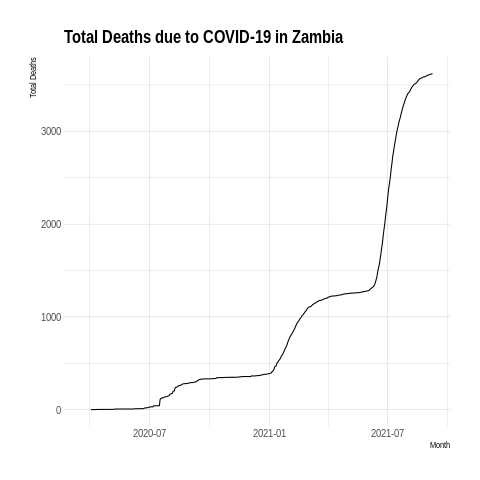 Total Deaths due to COVID-19 in Zambia
Total Deaths
3000
2000
1000
0
2020-07
2021-01
2021-07
Month